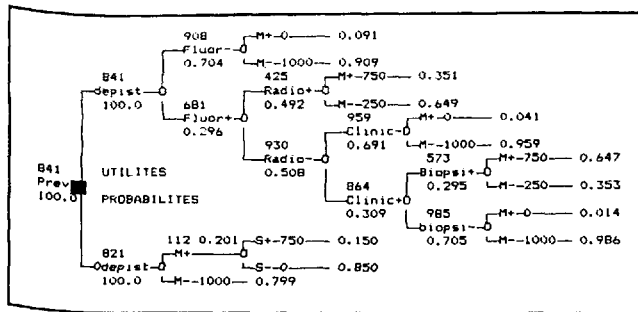 908 M+-0 0.091
Fluor-
841 0.704 M--1000 0.909
depist 425 M+-750 0.351
100.0 681 Radio+
Fluor+ 0.492 M--250 0.649
0.296 959 M+-0 0.041
930 Clinic-
Radio- 0.691 M--1000 0.959
841 0.508 573 M+-750 0.647
Prev UTILITES 864 Biopsi+
100.0 Clinic+ 0.295 M--250 0.353
PROBABILITES 0.309 985 M+-0 0.014
biopsi-
821 112 0.201 S+-750 0.150 0.705 M--1000 0.986
depist M+
S--0 0.850
100.0 M--1000 0.799